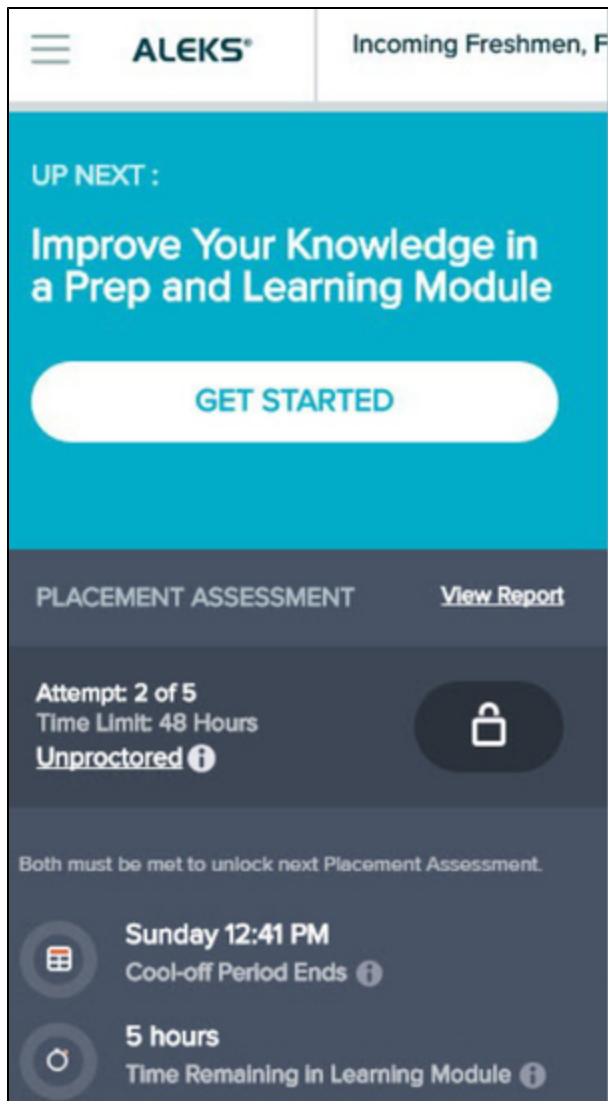 ALEKS®
Incoming Freshmen, F
UP NEXT :
Improve Your Knowledge in
a Prep and Learning Module
GET STARTED
PLACEMENT ASSESSMENT
View Report
Attempt: 2 of 5
Time Limit: 48 Hours
Unproctored
Both must be met to unlock next Placement Assessment.
Sunday 12:41 PM
Cool-off Period Ends
5 hours
Time Remaining in Learning Module